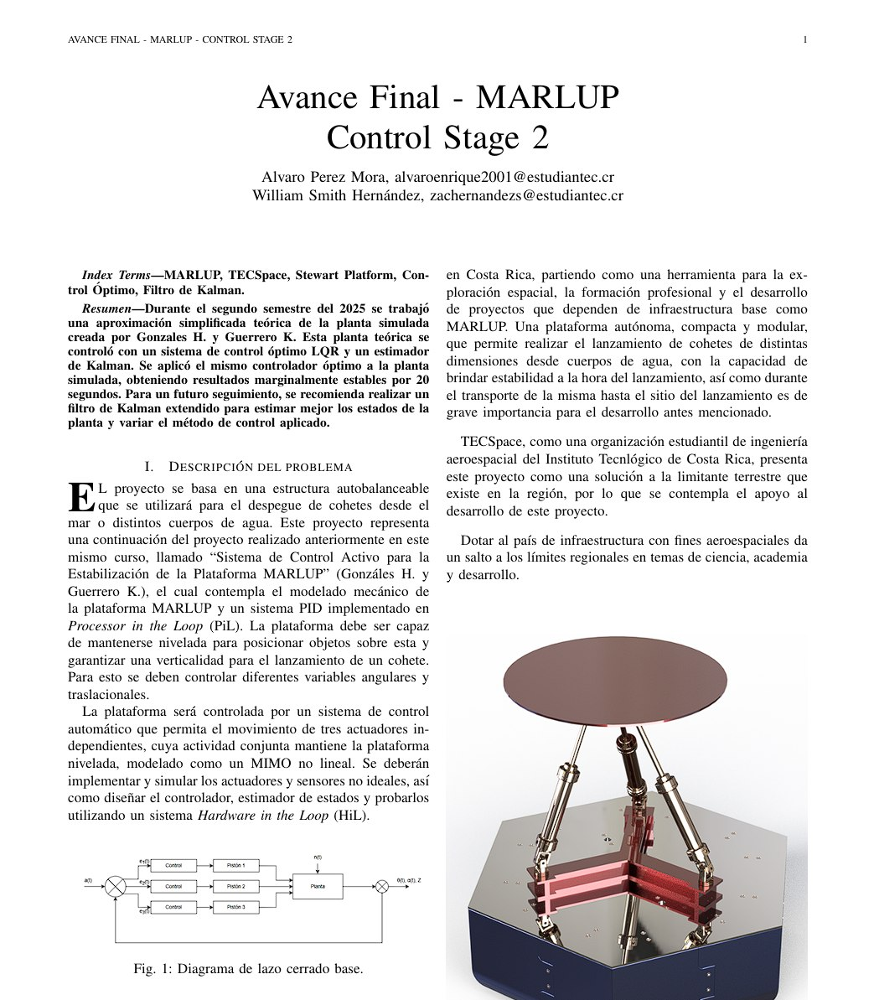 AVANCE FINAL - MARLUP - CONTROL STAGE 2
1
Avance Final - MARLUP
Control Stage 2
Alvaro Perez Mora, alvaroenrique2001@estudiantec.cr
William Smith Hernández, zachernandezs@estudiantec.cr
Index Terms—MARLUP, TECSpace, Stewart Platform, Con-
trol Óptimo, Filtro de Kalman.
Resumen—Durante el segundo semestre del 2025 se trabajó
una aproximación simplificada teórica de la planta simulada
creada por Gonzales H. y Guerrero K. Esta planta teórica se
controló con un sistema de control óptimo LQR y un estimador
de Kalman. Se aplicó el mismo controlador óptimo a la planta
simulada, obteniendo resultados marginalmente estables por 20
segundos. Para un futuro seguimiento, se recomienda realizar un
filtro de Kalman extendido para estimar mejor los estados de la
planta y variar el método de control aplicado.
I. DESCRIPCIÓN DEL PROBLEMA
EL proyecto se basa en una estructura autobalanceable
que se utilizará para el despegue de cohetes desde el
mar o distintos cuerpos de agua. Este proyecto representa
una continuación del proyecto realizado anteriormente en este
mismo curso, llamado “Sistema de Control Activo para la
Estabilización de la Plataforma MARLUP” (Gonzáles H. y
Guerrero K.), el cual contempla el modelado mecánico de
la plataforma MARLUP y un sistema PID implementado en
Processor in the Loop (PiL). La plataforma debe ser capaz
de mantenerse nivelada para posicionar objetos sobre esta y
garantizar una verticalidad para el lanzamiento de un cohete.
Para esto se deben controlar diferentes variables angulares y
traslacionales.
La plataforma será controlada por un sistema de control
automático que permita el movimiento de tres actuadores in-
dependientes, cuya actividad conjunta mantiene la plataforma
nivelada, modelado como un MIMO no lineal. Se deberán
implementar y simular los actuadores y sensores no ideales, así
como diseñar el controlador, estimador de estados y probarlos
utilizando un sistema Hardware in the Loop (HiL).
a(t)
e1(t)
Control
Pistón 1
e2(t)
Control
Pistón 2
e3(t)
Control
Pistón 3
n(t)
Planta
θ(t), α(t), Z
Fig. 1: Diagrama de lazo cerrado base.
en Costa Rica, partiendo como una herramienta para la ex-
ploración espacial, la formación profesional y el desarrollo
de proyectos que dependen de infraestructura base como
MARLUP. Una plataforma autónoma, compacta y modular,
que permite realizar el lanzamiento de cohetes de distintas
dimensiones desde cuerpos de agua, con la capacidad de
brindar estabilidad a la hora del lanzamiento, así como durante
el transporte de la misma hasta el sitio del lanzamiento es de
grave importancia para el desarrollo antes mencionado.
TECSpace, como una organización estudiantil de ingeniería
aeroespacial del Instituto Tecnlógico de Costa Rica, presenta
este proyecto como una solución a la limitante terrestre que
existe en la región, por lo que se contempla el apoyo al
desarrollo de este proyecto.
Dotar al país de infraestructura con fines aeroespaciales da
un salto a los límites regionales en temas de ciencia, academia
y desarrollo.